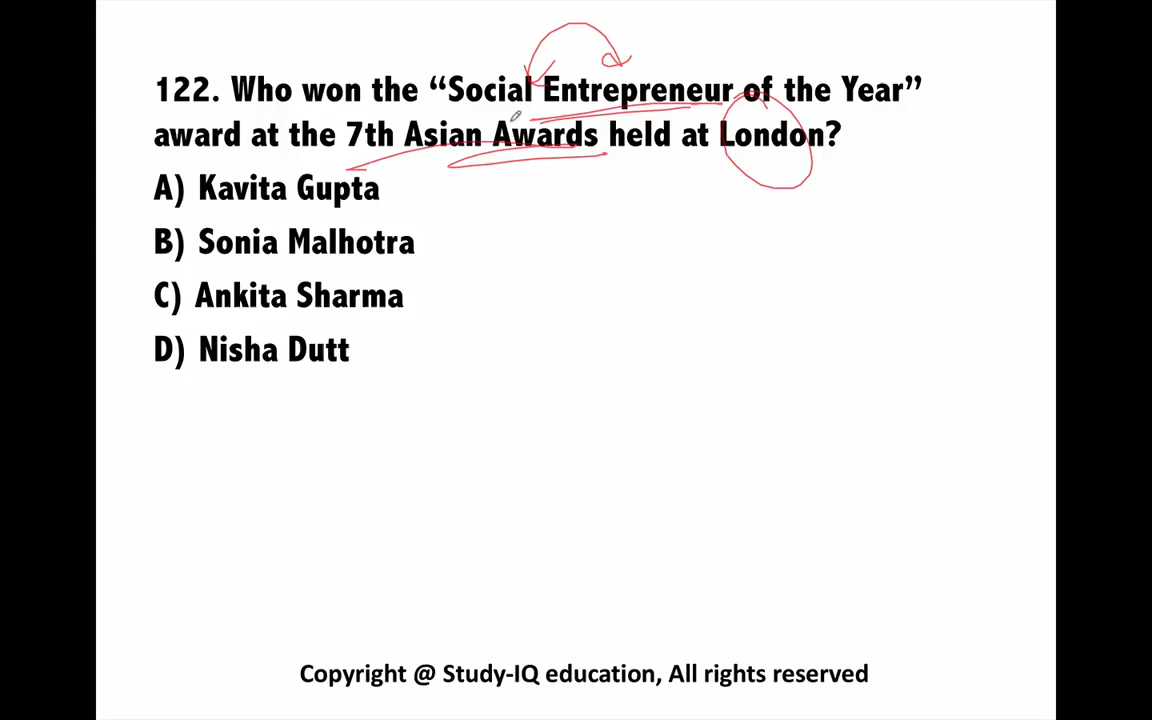 122. Who won the “Social Entrepreneur of the Year”
award at the 7th Asian Awards held at London?
A) Kavita Gupta
B) Sonia Malhotra
C) Ankita Sharma
D) Nisha Dutt
Copyright @ Study-IQ education, All rights reserved